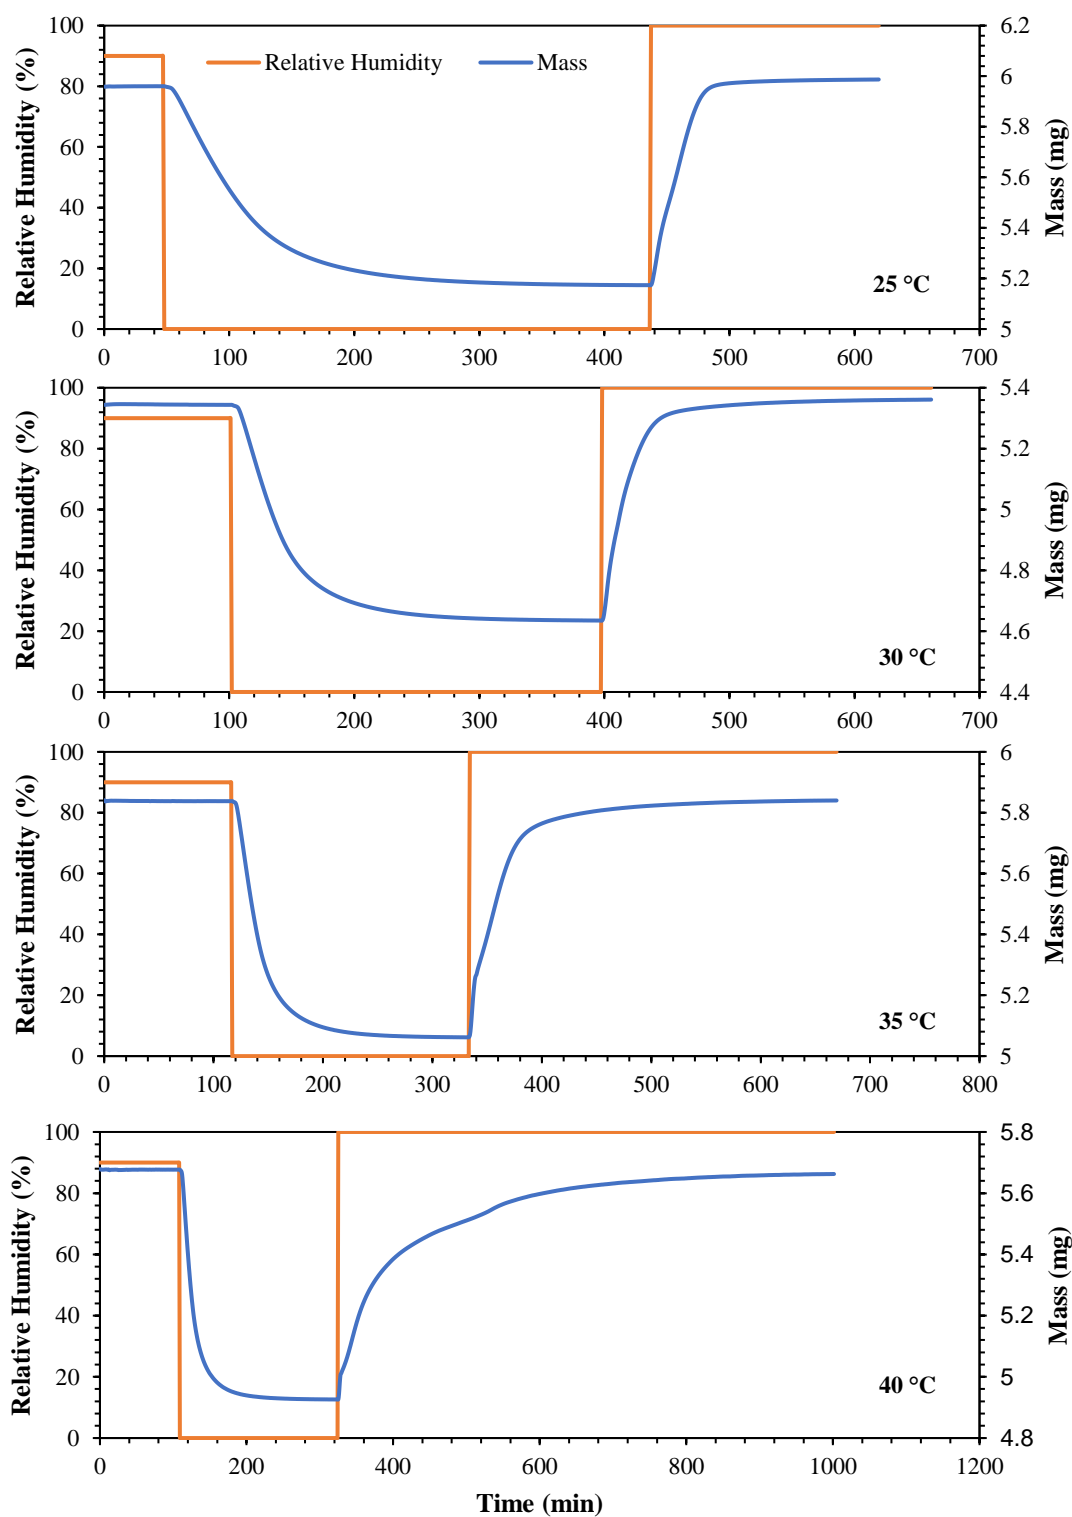 Relative Humidity (%)
100
80
60
40
20
0
Relative Humidity
Mass
25 °C
6.2
6
5.8
5.6
5.4
5.2
5
Mass (mg)
0 100 200 300 400 500 600 700
Relative Humidity (%)
100
80
60
40
20
0
30 °C
5.4
5.2
5
4.8
4.6
4.4
Mass (mg)
0 100 200 300 400 500 600 700
Relative Humidity (%)
100
80
60
40
20
0
35 °C
6
5.8
5.6
5.4
5.2
5
Mass (mg)
0 100 200 300 400 500 600 700 800
Relative Humidity (%)
100
80
60
40
20
0
40 °C
5.8
5.6
5.4
5.2
5
4.8
Mass (mg)
0 200 400 600 800 1000 1200
Time (min)